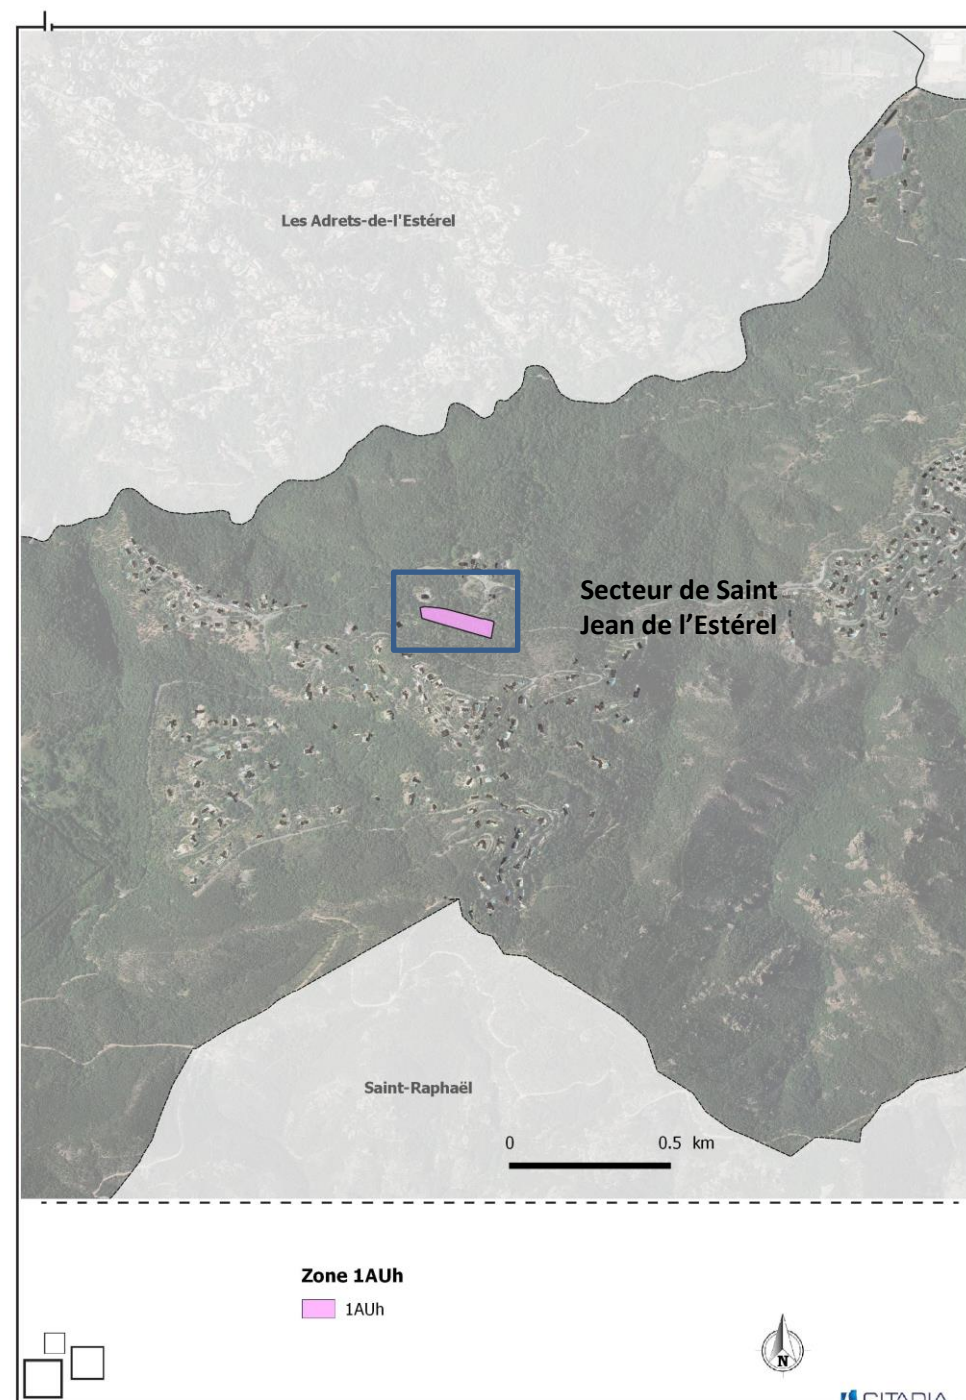 Les Adrets-de-l'Estérel
Secteur de Saint
Jean de l’Estérel
Saint-Raphaël
0 0.5 km
Zone 1AUh
1AUh
N
CITADIA